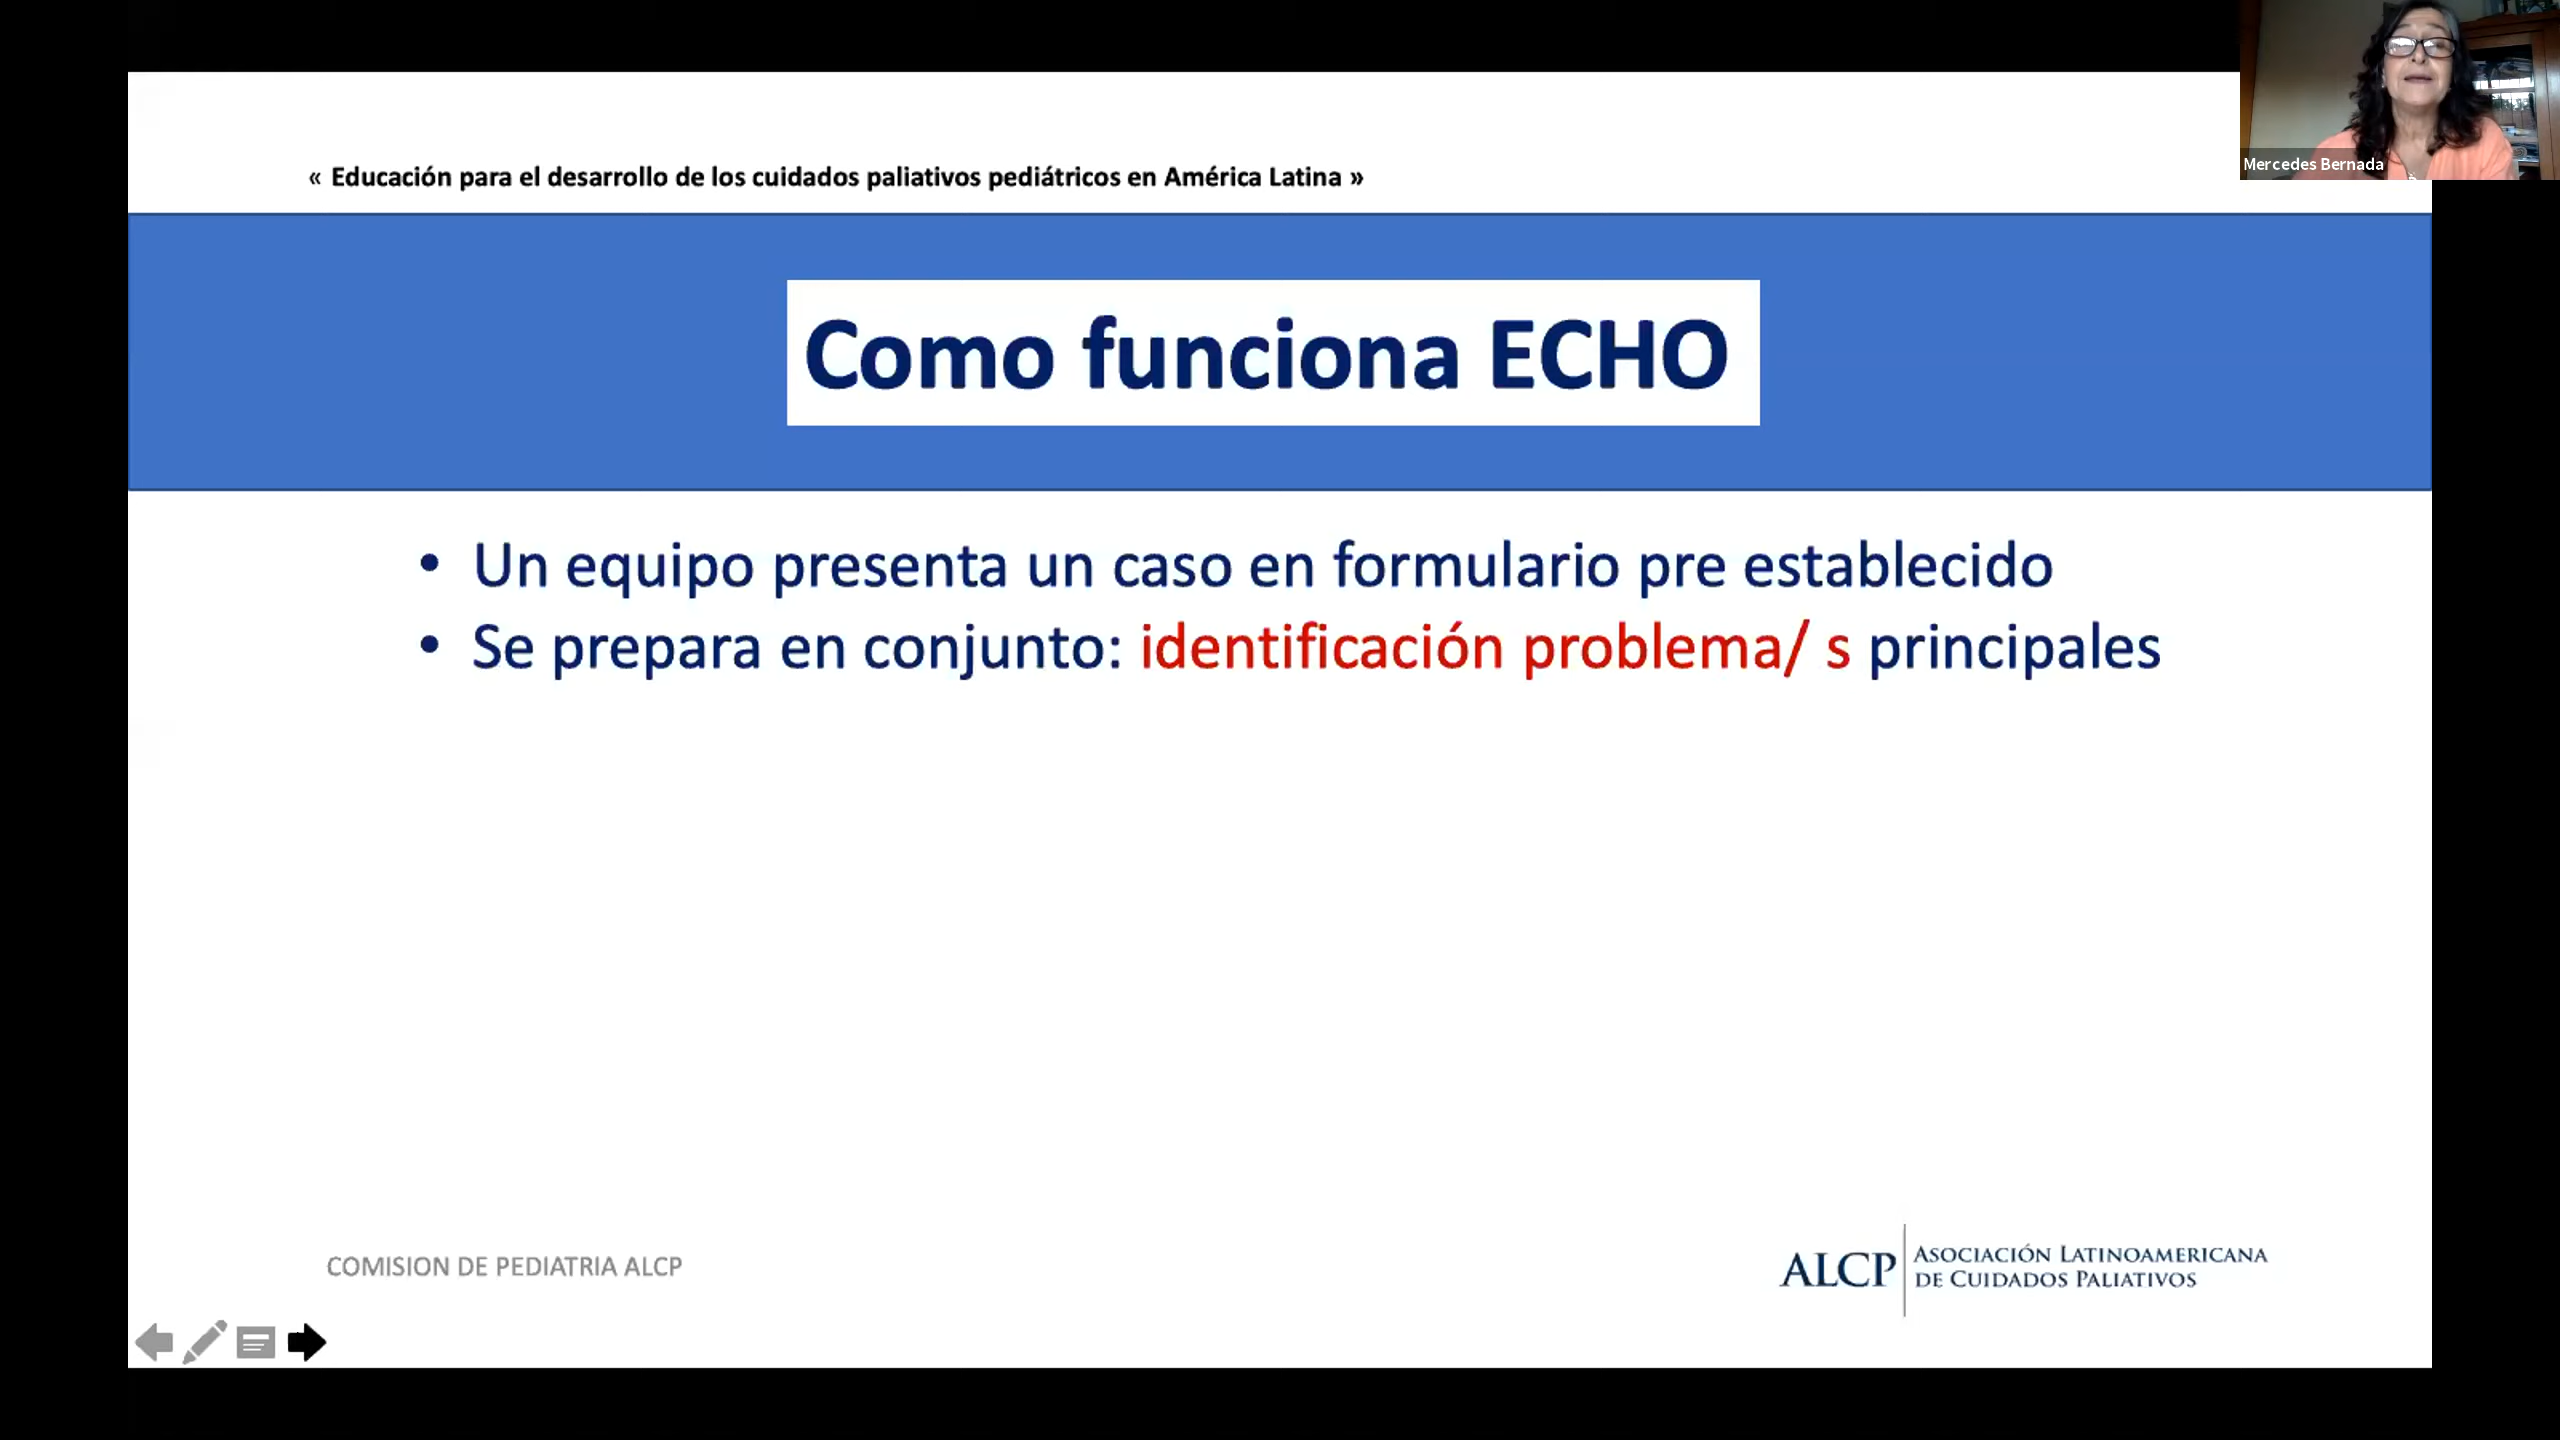 « Educación para el desarrollo de los cuidados paliativos pediátricos en América Latina »
Mercedes Bernada
Como funciona ECHO
• Un equipo presenta un caso en formulario pre establecido
• Se prepara en conjunto: identificación problema/ s principales
COMISION DE PEDIATRIA ALCP
ALCP
ASOCIACIÓN LATINOAMERICANA
DE CUIDADOS PALIATIVOS